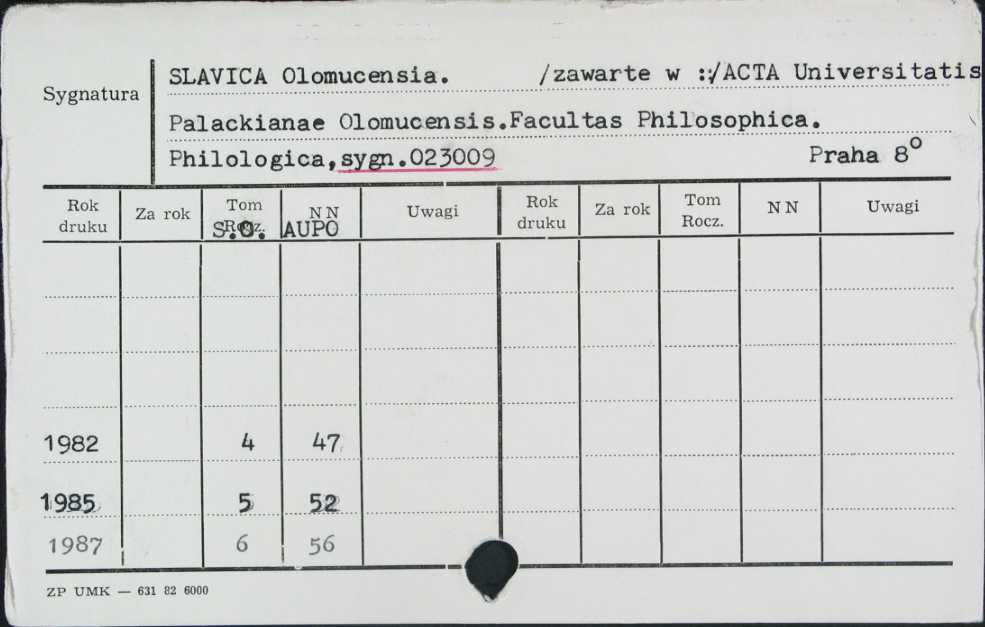 Sygnatura
SLAVICA Olomucensia. /zawarte w :/ACTA Universitatis
Palackianae Olomucensis.Facultas Philosophica.
Philologica,sygn.023009 Praha 8°
Rok druku Za rok Tom Rocz. N N Uwagi Rok druku Za rok Tom Rocz. N N Uwagi
S.O. AUPO
1982 4 47
1985 5 52
1987 6 56
ZP UMK — 631 82 6000